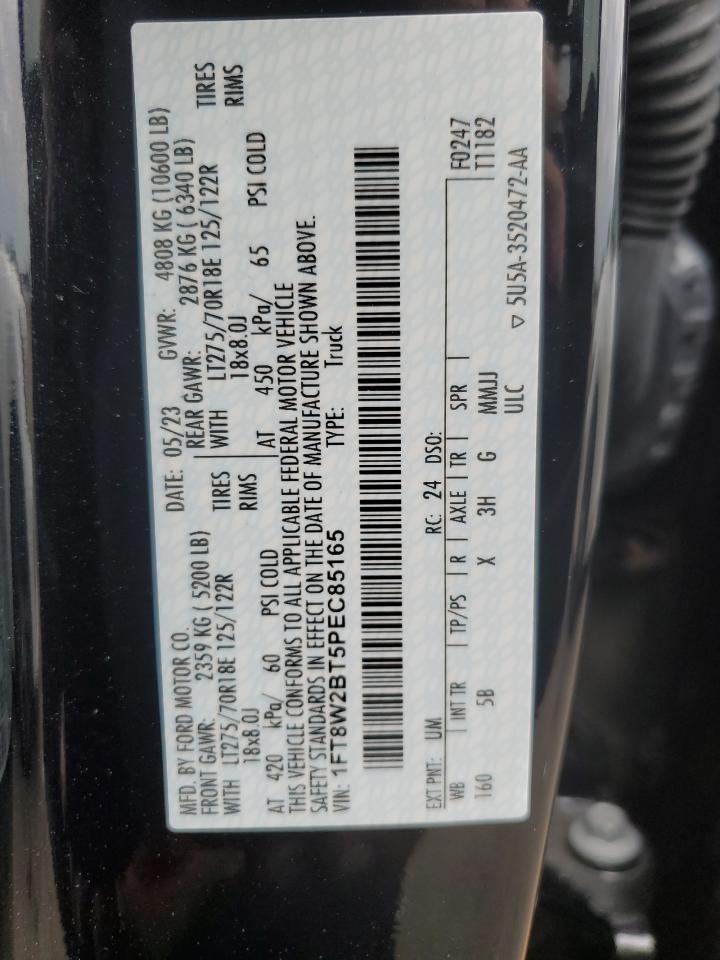 MFD. BY FORD MOTOR CO.
DATE: 05/23 GVWR: 4808 KG (10600 LB)
FRONT GAWR: 2359 KG ( 5200 LB)
REAR GAWR: 2876 KG ( 6340 LB)
WITH LT275/70R18E 125/122R TIRES
WITH LT275/70R18E 125/122R TIRES
18x8.0J RIMS
18x8.0J RIMS
AT 420 kPa/ 60 PSI COLD
AT 450 kPa/ 65 PSI COLD
THIS VEHICLE CONFORMS TO ALL APPLICABLE FEDERAL MOTOR VEHICLE
SAFETY STANDARDS IN EFFECT ON THE DATE OF MANUFACTURE SHOWN ABOVE.
VIN: 1FT8W2BT5PEC85165 TYPE: Truck
F0247
EXT PNT: UM RC: 24 DSO: T1182
WB INT TR TP/PS R AXLE TR SPR
160 5B X 3H G MMJJ
ULC ▽ 5U5A-3520472-AA